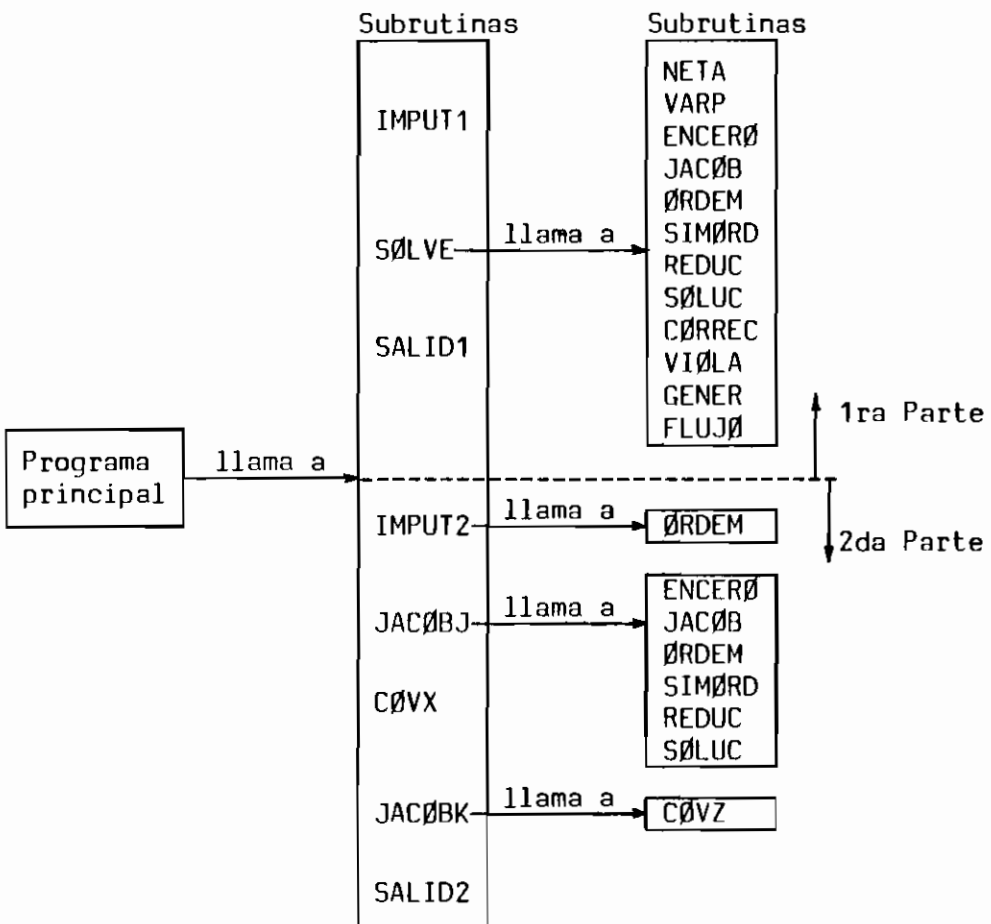 Subrutinas
Subrutinas
IMPUT1
SØLVE
SALID1
llama a
NETA
VARP
ENCERØ
JACØB
ØRDEM
SIMØRD
REDUC
SØLUC
CØRREC
VIØLA
GENER
FLUJØ
1ra Parte
Programa
principal
llama a
2da Parte
IMPUT2
llama a
ØRDEM
JACØBJ
llama a
ENCERØ
JACØB
ØRDEM
SIMØRD
REDUC
SØLUC
CØVX
JACØBK
llama a
CØVZ
SALID2